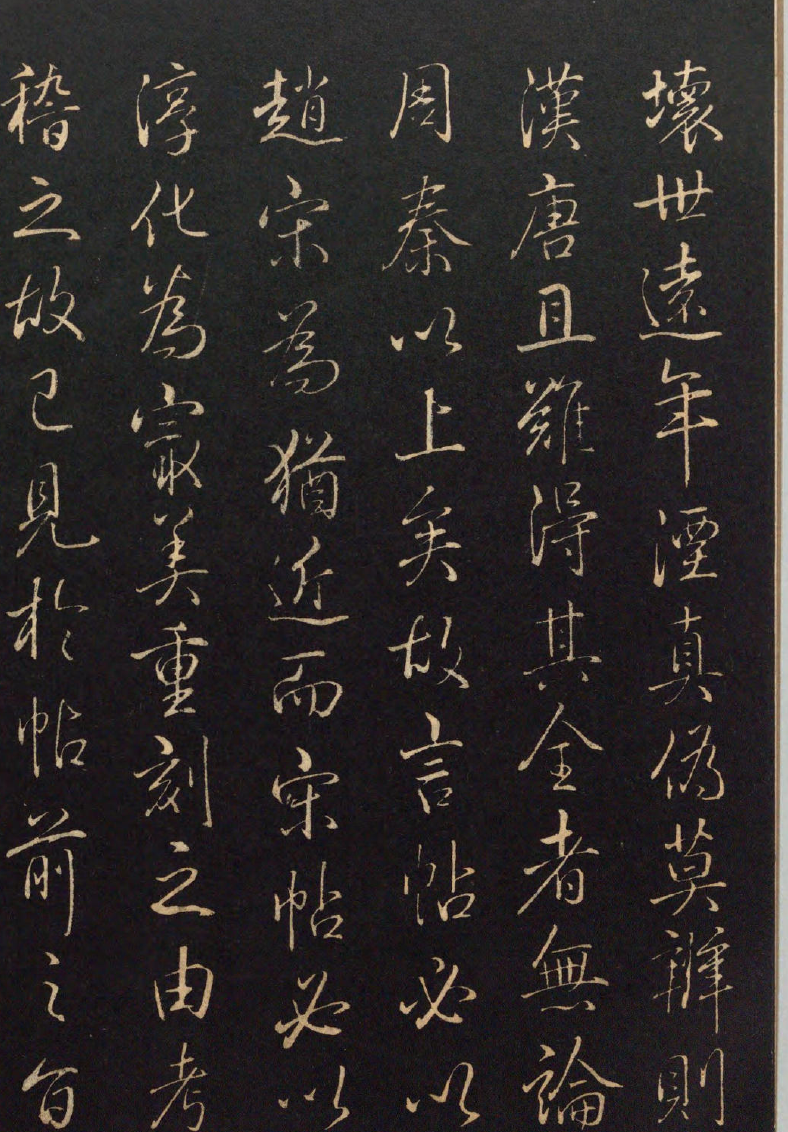 壞世遠年湮真偽莫辨則
漢唐且難得其全者無論
周秦以上矣故言帖必以
趙宋為猶近而宋帖必以
淳化為㝡美重刻之由考
稽之故已見於帖前之旨